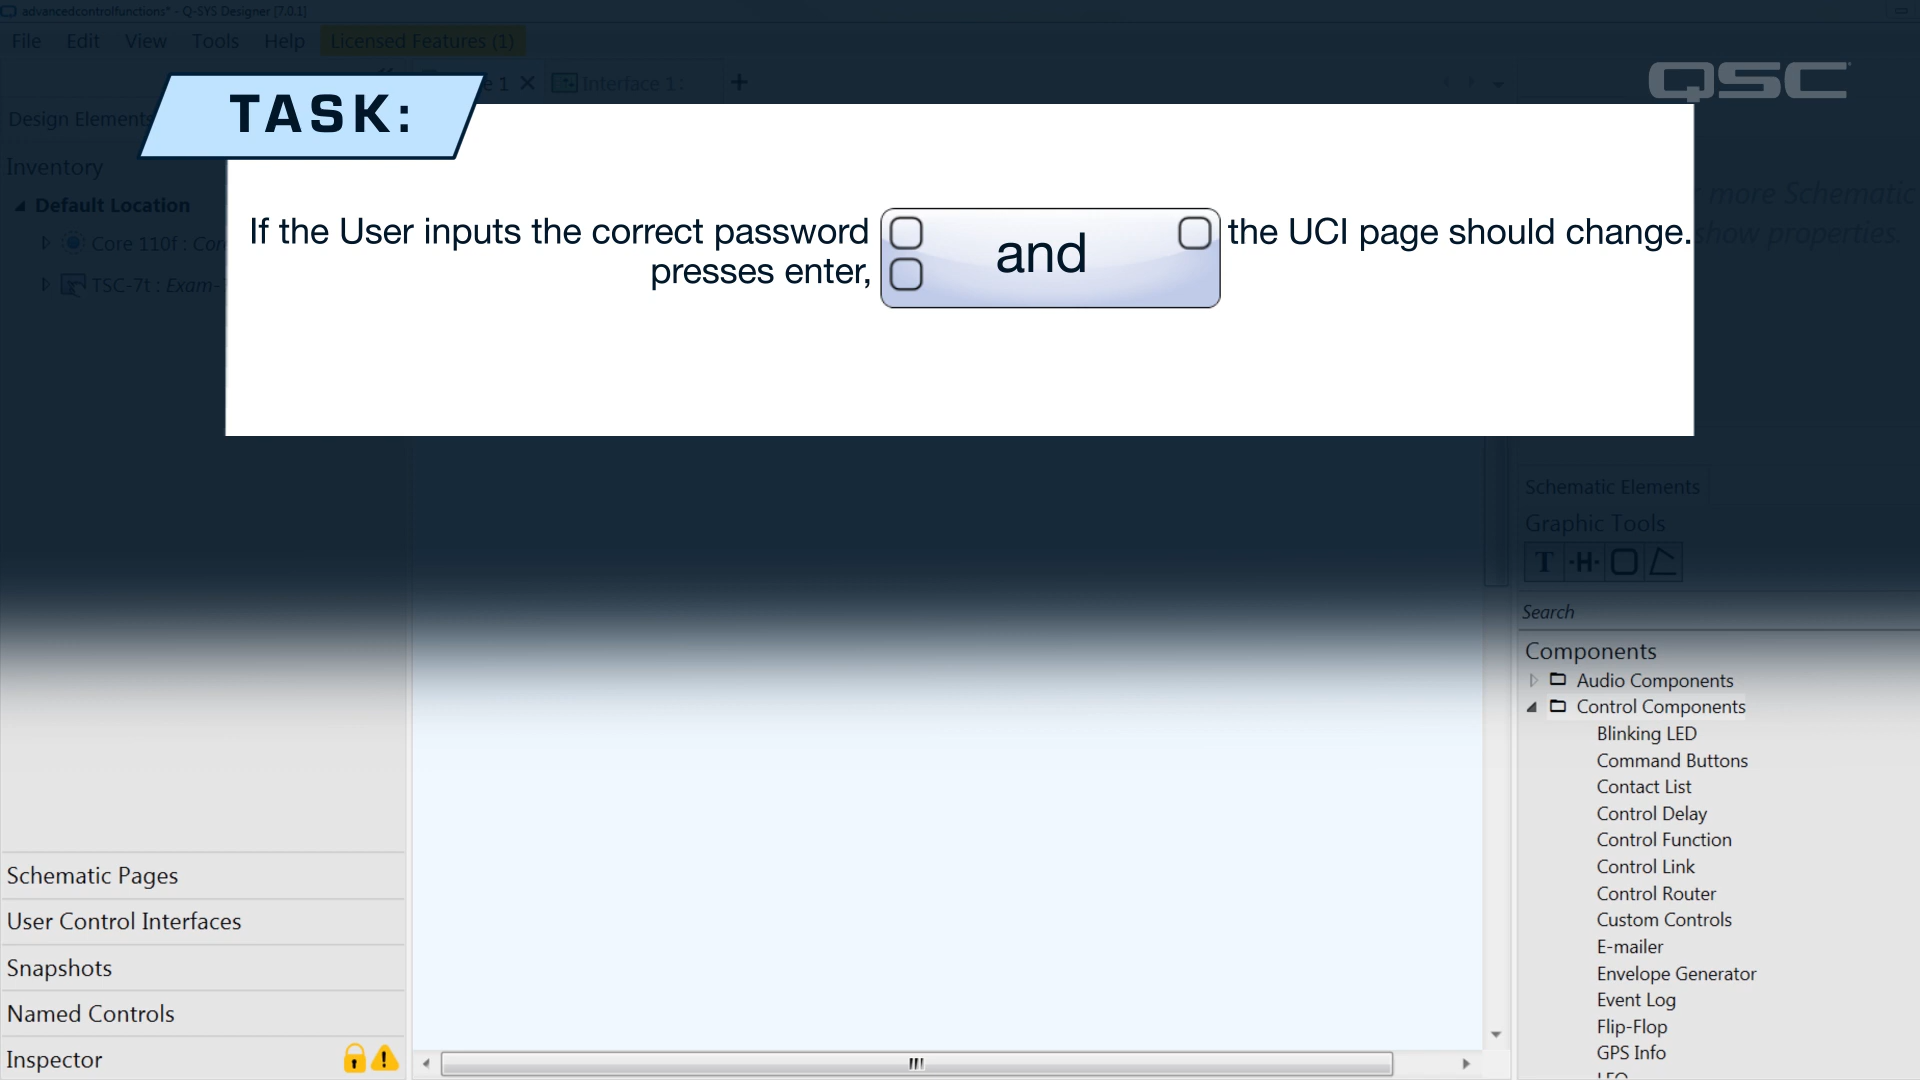 advancedcontrolfunctions* - Q-SYS Designer [7.0.1]
File Edit View Tools Help Licensed Features (1)
TASK:
QSC
Interface 1:
Design Elements
Inventory
Default Location
Core 110f :
TSC-7t : Exam-
If the User inputs the correct password
presses enter,
and
the UCI page should change.
more Schematic
show properties.
Schematic Elements
Graphic Tools
T H
Search
Components
Audio Components
Control Components
Blinking LED
Command Buttons
Contact List
Control Delay
Control Function
Control Link
Control Router
Custom Controls
E-mailer
Envelope Generator
Event Log
Flip-Flop
GPS Info
Schematic Pages
User Control Interfaces
Snapshots
Named Controls
Inspector